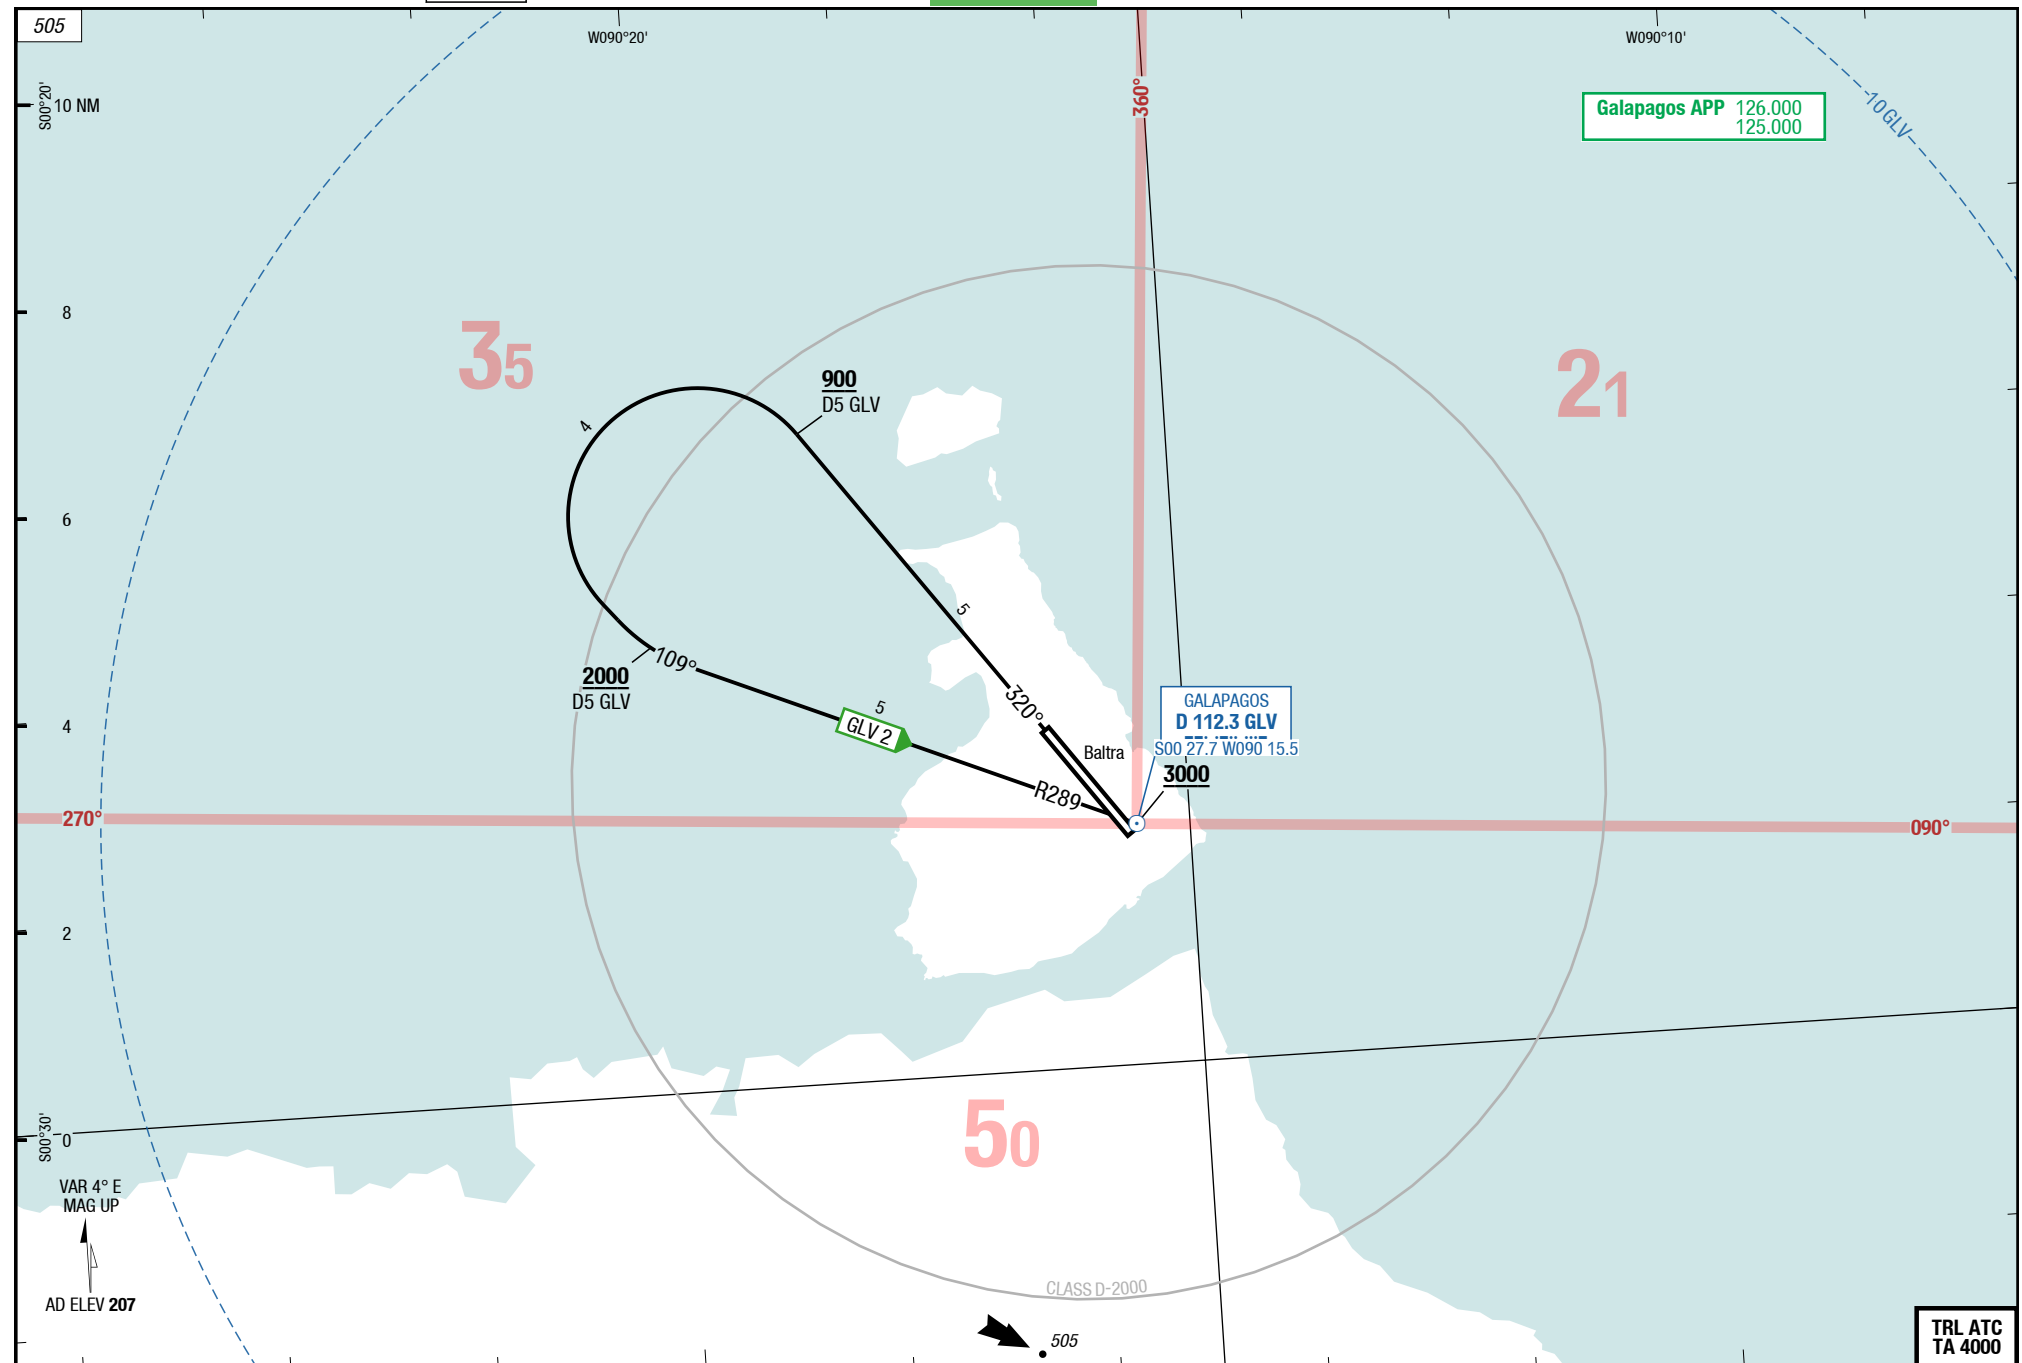 505
W090°20'
W090°10'
S00°20'
10 NM
360°
Galapagos APP 126.000
125.000
10 GLV
8
35
21
900
D5 GLV
4
6
5
2000
D5 GLV
109°
320°
5
GLV 2
4
GALAPAGOS
D 112.3 GLV
S00 27.7 W090 15.5
Baltra
3000
R289
270°
090°
2
50
S00°30'
0
VAR 4° E
MAG UP
AD ELEV 207
CLASS D-2000
505
TRL ATC
TA 4000